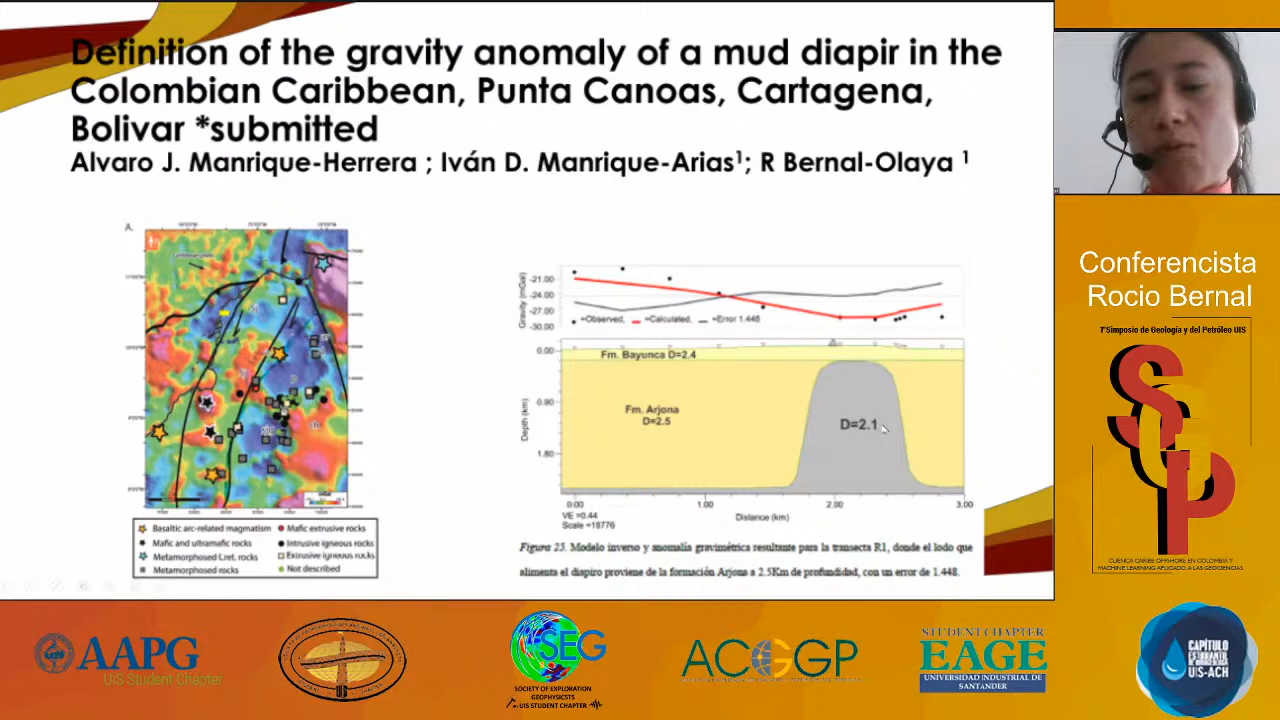 Definition of the gravity anomaly of a mud diapir in the
Colombian Caribbean, Punta Canoas, Cartagena,
Bolivar *submitted
Alvaro J. Manrique-Herrera ; Iván D. Manrique-Arias¹; R Bernal-Olaya ¹
A.
Basaltic arc-related magmatism
Mafic and ultramafic rocks
Metamorphosed Cret. rocks
Metamorphosed rocks
Mafic extrusive rocks
Intrusive igneous rocks
Extrusive igneous rocks
Not described
Gravity (mGal)
-21.00
-24.00
-27.00
-30.00
=Observed, =Calculated, =Error 1.448
Depth (km)
0.00
0.90
1.80
Fm. Bayunca D=2.4
Fm. Arjona
D=2.5
D=2.1
0.00 1.00 2.00 3.00
VE =0.44
Scale =18776
Distance (km)
Figura 25. Modelo inverso y anomalía gravimétrica resultante para la transecta R1, donde el lodo que
alimenta el diapiro proviene de la formación Arjona a 2.5Km de profundidad, con un error de 1.448.
Conferencista
Rocio Bernal
1°Simposio de Geología y del Petróleo UIS
SGP
CUENCA CARIBE OFFSHORE EN COLOMBIA Y
MACHINE LEARNING APLICADO A LAS GEOCIENCIAS
AAPG
UIS Student Chapter
SEG
SOCIETY OF EXPLORATION
GEOPHYSICISTS
UIS STUDENT CHAPTER
ACGGP
STUDENT CHAPTER
EAGE
UNIVERSIDAD INDUSTRIAL DE
SANTANDER
CAPÍTULO
UIS-ACH